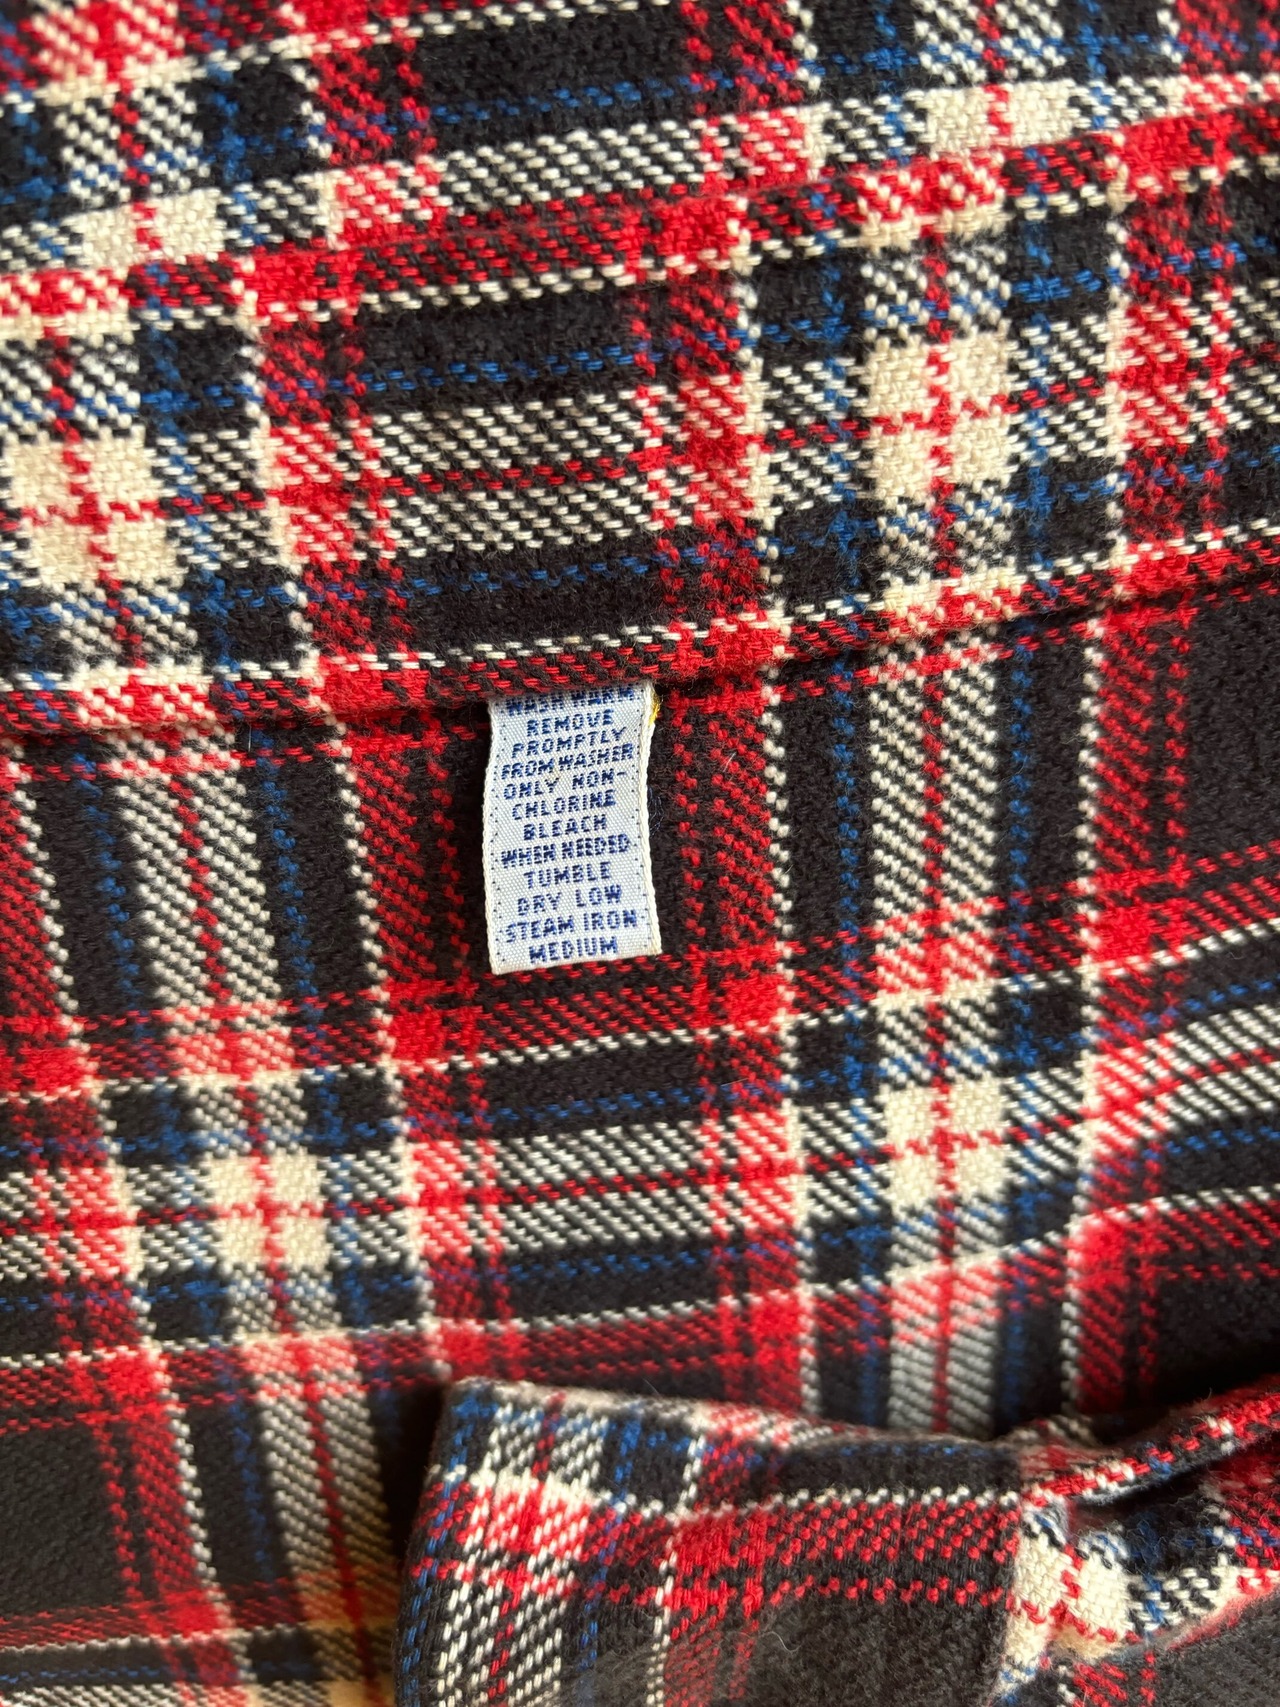 WASH WARM
REMOVE
PROMPTLY
FROM WASHER
ONLY NON-
CHLORINE
BLEACH
WHEN NEEDED
TUMBLE
DRY LOW
STEAM IRON
MEDIUM